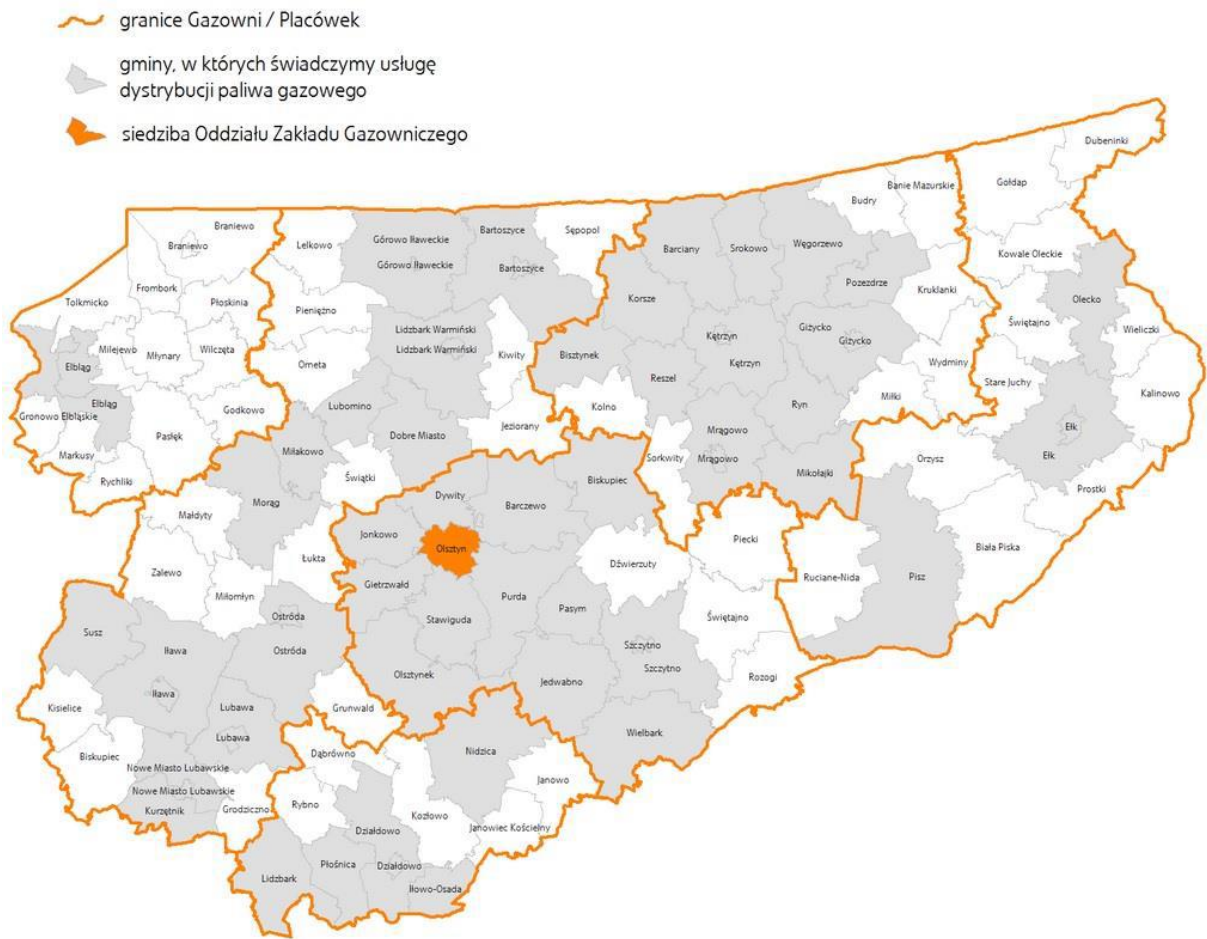 granice Gazowni / Placówek
gminy, w których świadczymy usługę
dystrybucji paliwa gazowego
siedziba Oddziału Zakładu Gazowniczego
Dubeninki
Gołdap
Banie Mazurskie
Budry
Braniewo
Braniewo
Lelkowo
Górowo Iławeckie
Górowo Iławeckie
Bartoszyce
Bartoszyce
Sępopol
Barciany
Srokowo
Węgorzewo
Pozezdrze
Kruklanki
Kowale Oleckie
Olecko
Świętajno
Wieliczki
Frombork
Tolkmicko
Płoskinia
Pieniężno
Korsze
Lidzbark Warmiński
Lidzbark Warmiński
Kiwity
Bisztynek
Kętrzyn
Kętrzyn
Giżycko
Giżycko
Wydminy
Stare Juchy
Kalinowo
Milejewo
Młynary
Wilczęta
Elbląg
Elbląg
Orneta
Reszel
Kolno
Ryn
Miłki
Gronowo Elbląskie
Godkowo
Lubomino
Jeziorany
Dobre Miasto
Mrągowo
Mrągowo
Ełk
Ełk
Markusy
Pasłęk
Rychliki
Miłakowo
Świątki
Sorkwity
Mikołajki
Orzysz
Prostki
Morąg
Małdyty
Dywity
Barczewo
Biskupiec
Jonkowo
Olsztyn
Piecki
Biała Piska
Zalewo
Łukta
Miłomłyn
Gietrzwałd
Purda
Pasym
Dźwierzuty
Ruciane-Nida
Pisz
Stawiguda
Świętajno
Susz
Iława
Iława
Ostróda
Ostróda
Szczytno
Szczytno
Olsztynek
Jedwabno
Rozogi
Kisielice
Lubawa
Lubawa
Grunwald
Wielbark
Biskupiec
Nowe Miasto Lubawskie
Nowe Miasto Lubawskie
Kurzętnik
Grodziczno
Dąbrówno
Nidzica
Janowo
Rybno
Kozłowo
Janowiec Kościelny
Działdowo
Działdowo
Płośnica
Lidzbark
Iłowo-Osada